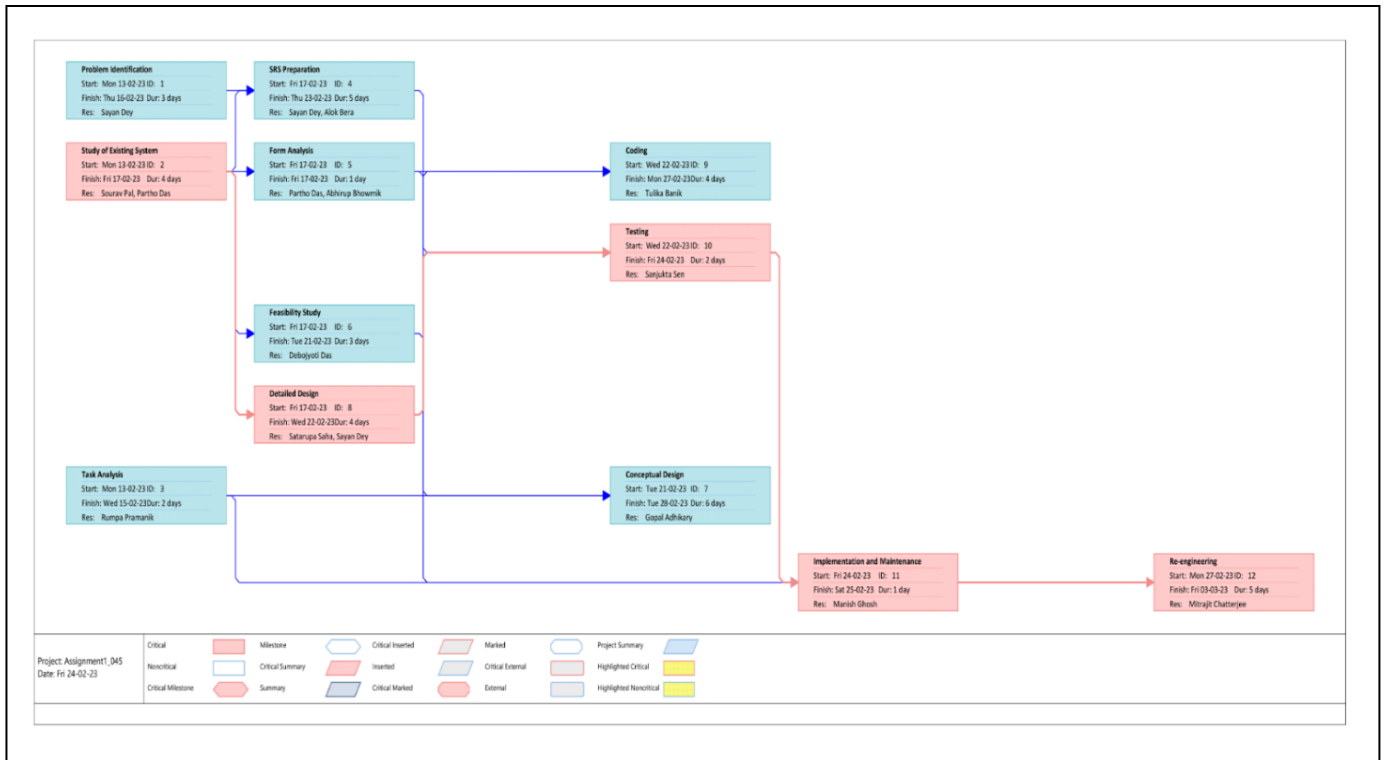 Problem Identification
Start: Mon 13-02-23 ID: 1
Finish: Thu 16-02-23 Dur: 3 days
Res: Sayan Dey
SRS Preparation
Start: Fri 17-02-23 ID: 4
Finish: Thu 23-02-23 Dur: 5 days
Res: Sayan Dey, Alok Bera
Study of Existing System
Start: Mon 13-02-23 ID: 2
Finish: Fri 17-02-23 Dur: 4 days
Res: Sourav Pal, Partho Das
Form Analysis
Start: Fri 17-02-23 ID: 5
Finish: Fri 17-02-23 Dur: 1 day
Res: Partho Das, Abhirup Bhowmik
Coding
Start: Wed 22-02-23 ID: 9
Finish: Mon 27-02-23Dur: 4 days
Res: Tulika Banik
Testing
Start: Wed 22-02-23 ID: 10
Finish: Fri 24-02-23 Dur: 2 days
Res: Sanjukta Sen
Feasibility Study
Start: Fri 17-02-23 ID: 6
Finish: Tue 21-02-23 Dur: 3 days
Res: Debojyoti Das
Detailed Design
Start: Fri 17-02-23 ID: 8
Finish: Wed 22-02-23Dur: 4 days
Res: Satarupa Saha, Sayan Dey
Task Analysis
Start: Mon 13-02-23 ID: 3
Finish: Wed 15-02-23Dur: 2 days
Res: Rumpa Pramanik
Conceptual Design
Start: Tue 21-02-23 ID: 7
Finish: Tue 28-02-23 Dur: 6 days
Res: Gopal Adhikary
Implementation and Maintenance
Start: Fri 24-02-23 ID: 11
Finish: Sat 25-02-23 Dur: 1 day
Res: Manish Ghosh
Re-engineering
Start: Mon 27-02-23 ID: 12
Finish: Fri 03-03-23 Dur: 5 days
Res: Mitrajit Chatterjee
Project: Assignment1_045
Date: Fri 24-02-23
Critical Milestone Critical Inserted Marked Project Summary
Noncritical Critical Summary Inserted Critical External Highlighted Critical
Critical Milestone Summary Critical Marked External Highlighted Noncritical